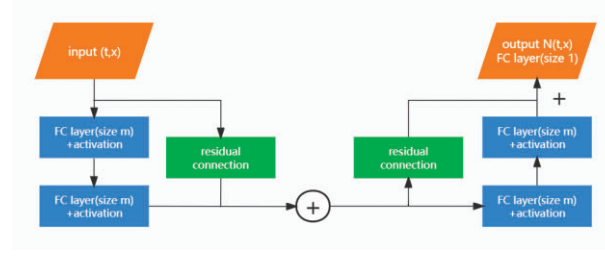 input (t,x)
FC layer(size m)
+activation
residual
connection
FC layer(size m)
+activation
+
residual
connection
FC layer(size m)
+activation
FC layer(size m)
+activation
+
output N(t,x)
FC layer(size 1)